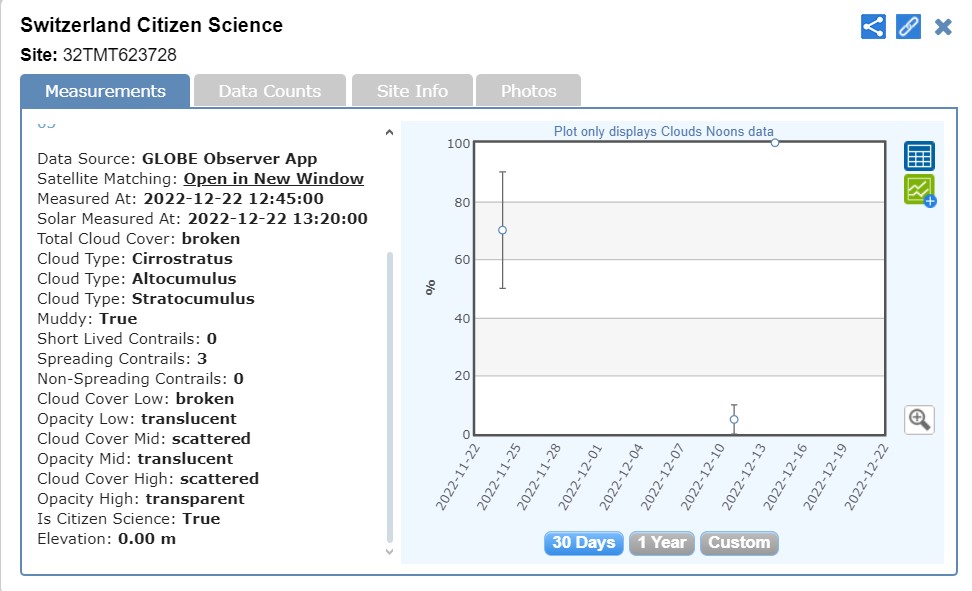 Switzerland Citizen Science
Site: 32TMT623728
Measurements
Data Counts
Site Info
Photos
Data Source: GLOBE Observer App
Satellite Matching: Open in New Window
Measured At: 2022-12-22 12:45:00
Solar Measured At: 2022-12-22 13:20:00
Total Cloud Cover: broken
Cloud Type: Cirrostratus
Cloud Type: Altocumulus
Cloud Type: Stratocumulus
Muddy: True
Short Lived Contrails: 0
Spreading Contrails: 3
Non-Spreading Contrails: 0
Cloud Cover Low: broken
Opacity Low: translucent
Cloud Cover Mid: scattered
Opacity Mid: translucent
Cloud Cover High: scattered
Opacity High: transparent
Is Citizen Science: True
Elevation: 0.00 m
Plot only displays Clouds Noons data
100
80
60
40
20
0
%
2022-11-22
2022-11-25
2022-11-28
2022-12-01
2022-12-04
2022-12-07
2022-12-10
2022-12-13
2022-12-16
2022-12-19
2022-12-22
30 Days
1 Year
Custom